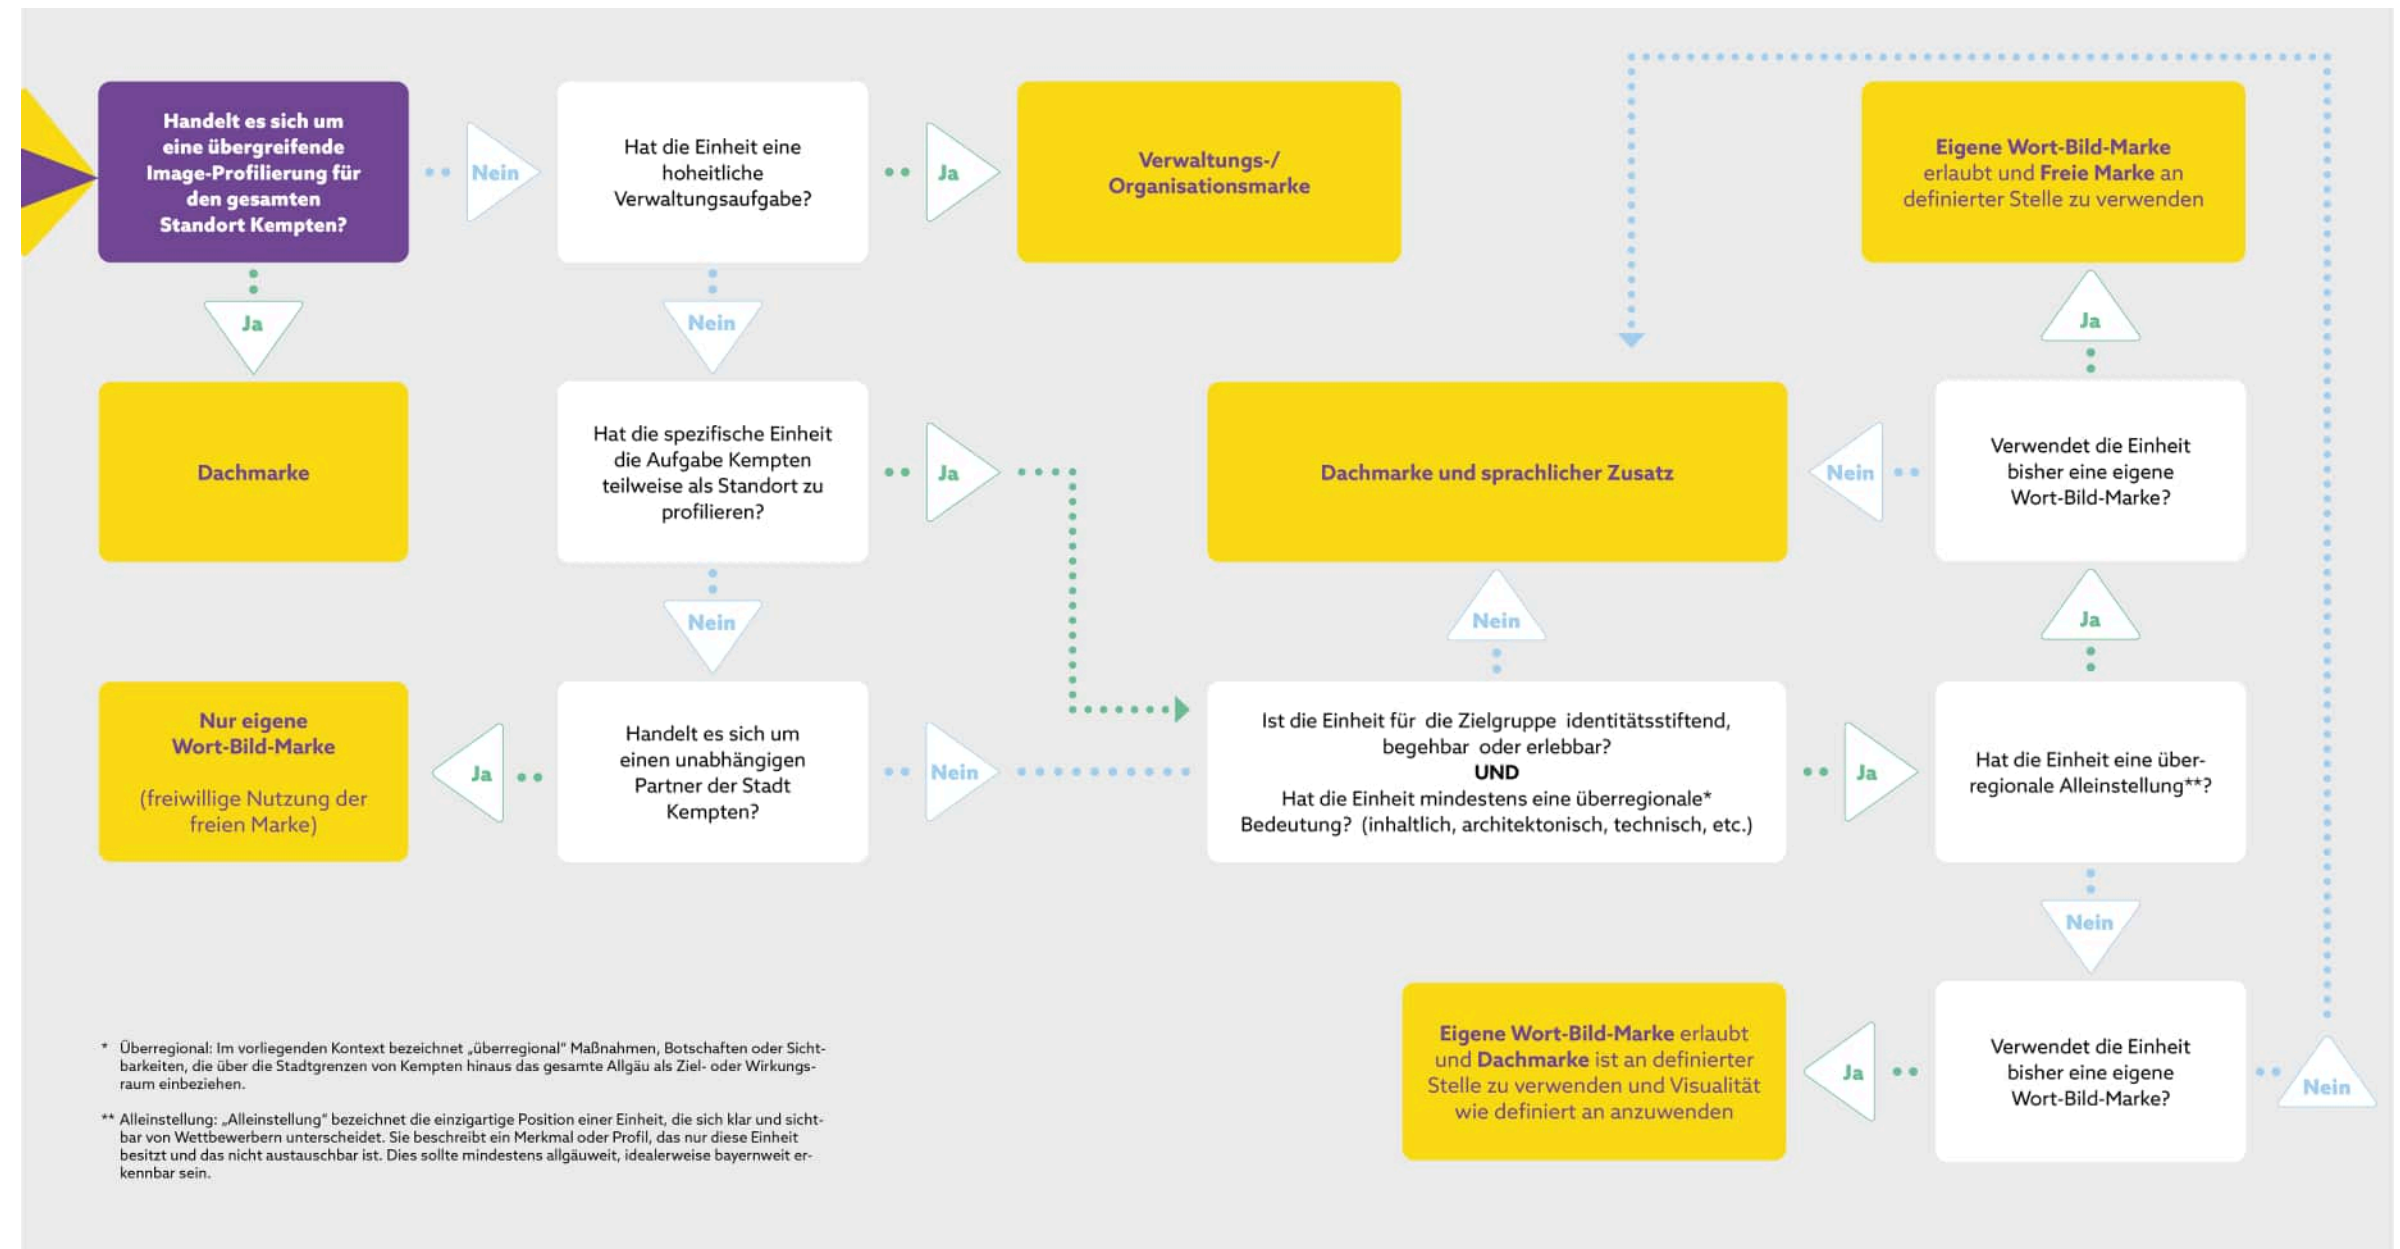 Handelt es sich um
eine übergreifende
Image-Profilierung für
den gesamten
Standort Kempten?
Nein
Hat die Einheit eine
hoheitliche
Verwaltungsaufgabe?
Ja
Verwaltungs-/
Organisationsmarke
Eigene Wort-Bild-Marke
erlaubt und Freie Marke an
definierter Stelle zu verwenden
Ja
Nein
Ja
Dachmarke
Hat die spezifische Einheit
die Aufgabe Kempten
teilweise als Standort zu
profilieren?
Ja
Dachmarke und sprachlicher Zusatz
Nein
Verwendet die Einheit
bisher eine eigene
Wort-Bild-Marke?
Nein
Nein
Ja
Nur eigene
Wort-Bild-Marke
(freiwillige Nutzung der
freien Marke)
Ja
Handelt es sich um
einen unabhängigen
Partner der Stadt
Kempten?
Nein
Ist die Einheit für die Zielgruppe identitätsstiftend,
begehbar oder erlebbar?
UND
Hat die Einheit mindestens eine überregionale*
Bedeutung? (inhaltlich, architektonisch, technisch, etc.)
Ja
Hat die Einheit eine über-
regionale Alleinstellung**?
Nein
Eigene Wort-Bild-Marke erlaubt
und Dachmarke ist an definierter
Stelle zu verwenden und Visualität
wie definiert an anzuwenden
Ja
Verwendet die Einheit
bisher eine eigene
Wort-Bild-Marke?
Nein
* Überregional: Im vorliegenden Kontext bezeichnet „überregional" Maßnahmen, Botschaften oder Sicht-
barkeiten, die über die Stadtgrenzen von Kempten hinaus das gesamte Allgäu als Ziel- oder Wirkungs-
raum einbeziehen.
** Alleinstellung: „Alleinstellung" bezeichnet die einzigartige Position einer Einheit, die sich klar und sicht-
bar von Wettbewerbern unterscheidet. Sie beschreibt ein Merkmal oder Profil, das nur diese Einheit
besitzt und das nicht austauschbar ist. Dies sollte mindestens allgäuweit, idealerweise bayernweit er-
kennbar sein.